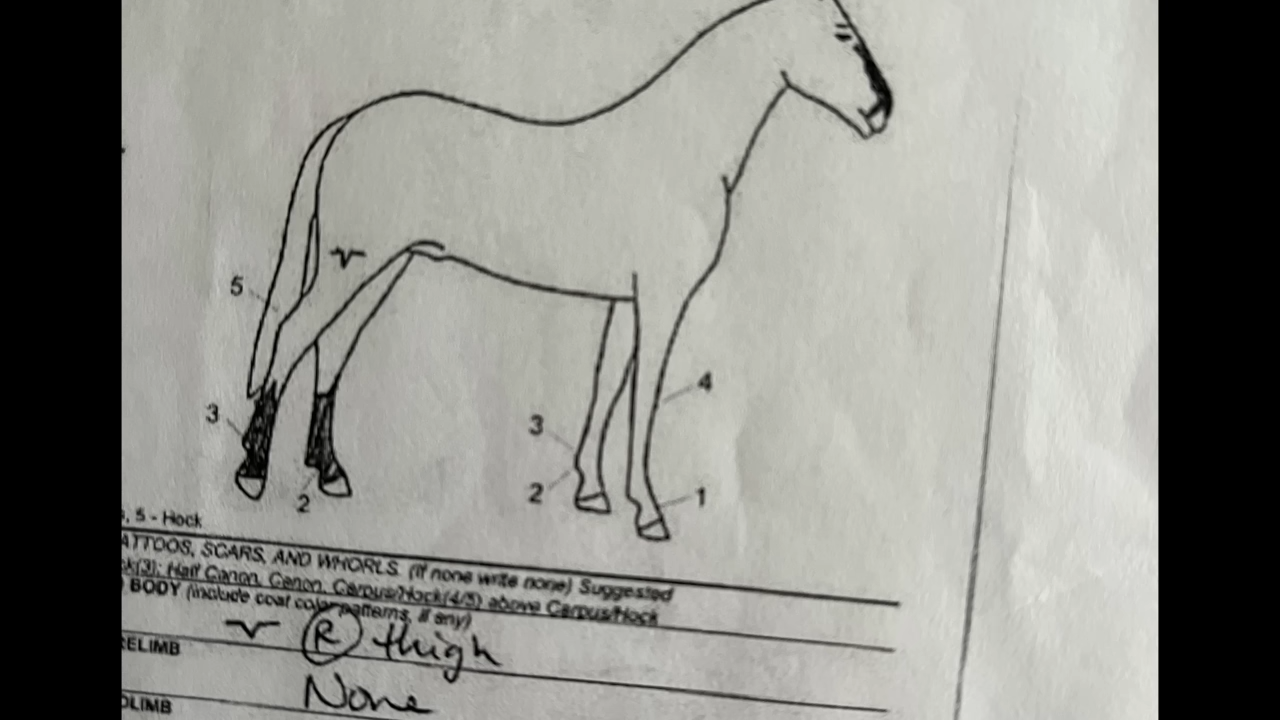 5
4
3
3
2
1
2
, 5 - Hock
ATTOOS, SCARS, AND WHORLS. (If none write none) Suggested
k(3); Half Canon, Canon, Carpus/Hock(4/5) above Carpus/Hock
) BODY (include coat color patterns, if any)
R thigh
RELIMB
None
DLIMB